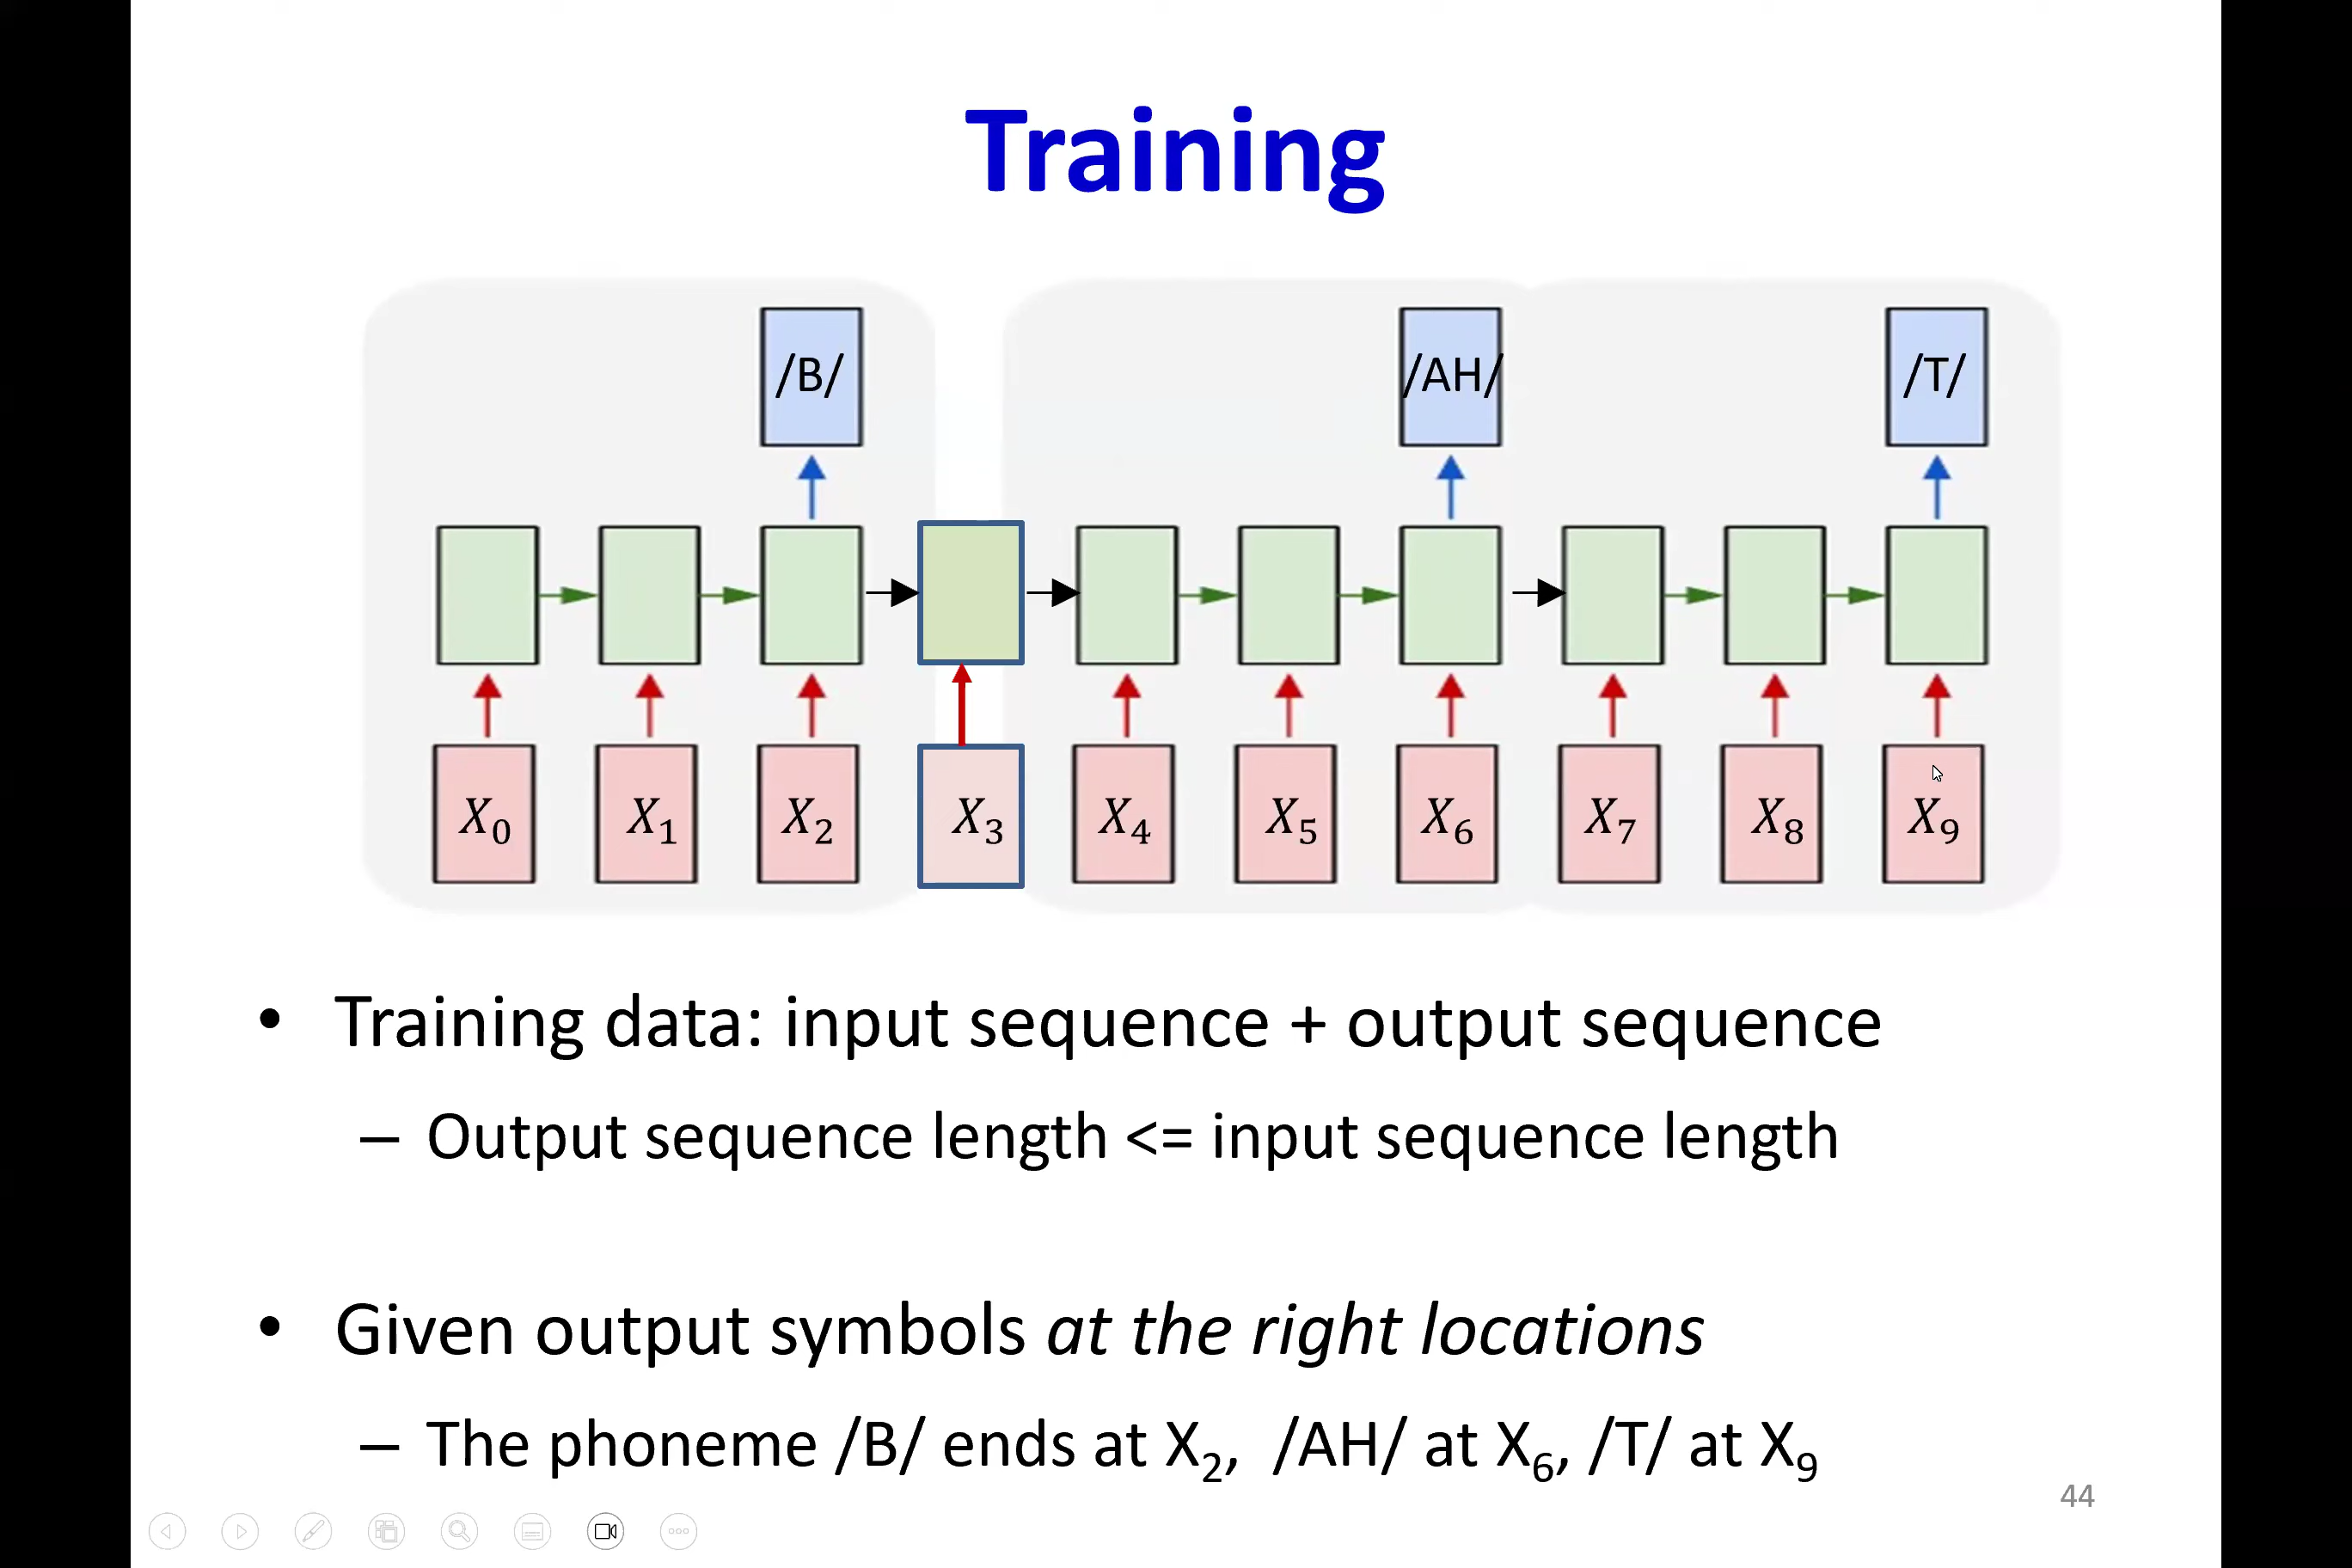 Training
/B/ /AH/ /T/
X₀ X₁ X₂ X₃ X₄ X₅ X₆ X₇ X₈ X₉
• Training data: input sequence + output sequence
– Output sequence length <= input sequence length
• Given output symbols at the right locations
– The phoneme /B/ ends at X₂, /AH/ at X₆, /T/ at X₉
44